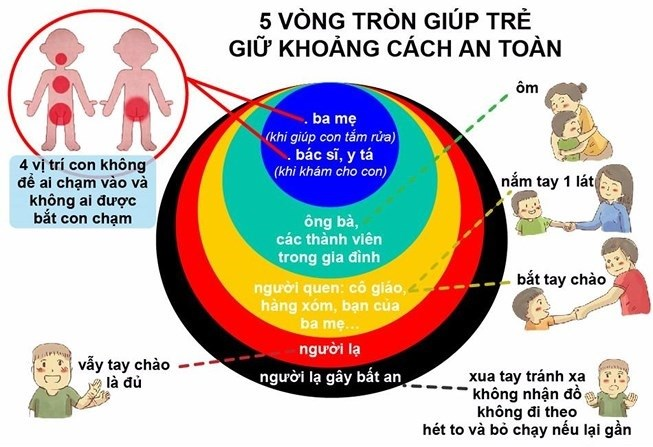 5 VÒNG TRÒN GIÚP TRẺ
GIỮ KHOẢNG CÁCH AN TOÀN
4 vị trí con không
để ai chạm vào và
không ai được
bắt con chạm
. ba mẹ
(khi giúp con tắm rửa)
. bác sĩ, y tá
(khi khám cho con)
ôm
ông bà,
các thành viên
trong gia đình
nắm tay 1 lát
người quen: cô giáo,
hàng xóm, bạn của
ba mẹ...
bắt tay chào
người lạ
vẫy tay chào
là đủ
người lạ gây bất an
xua tay tránh xa
không nhận đồ
không đi theo
hét to và bỏ chạy nếu lại gần